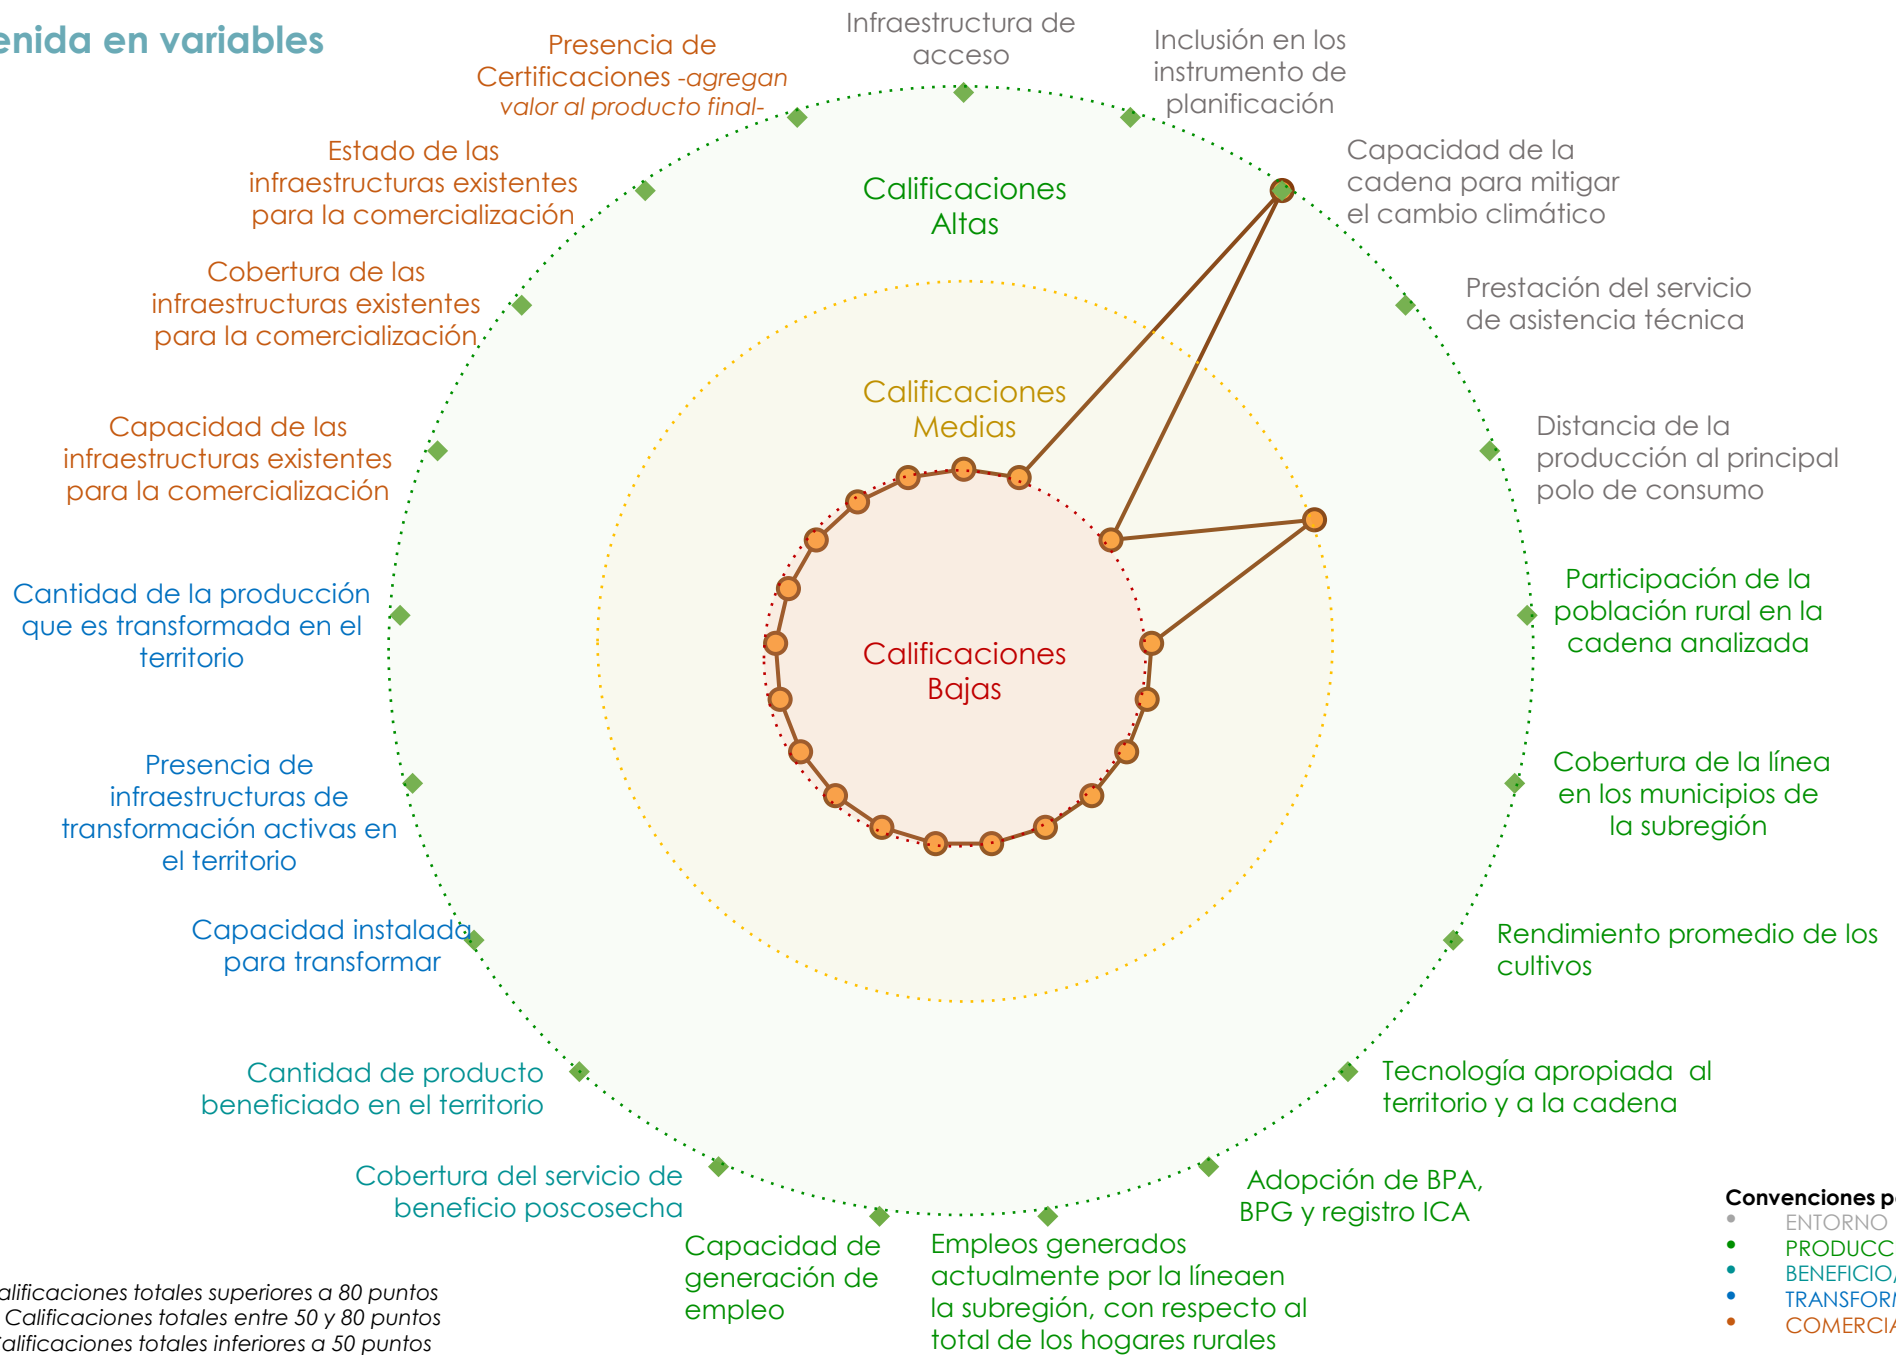 enida en variables
Infraestructura de
acceso
Inclusión en los
instrumento de
planificación
Capacidad de la
cadena para mitigar
el cambio climático
Prestación del servicio
de asistencia técnica
Distancia de la
producción al principal
polo de consumo
Participación de la
población rural en la
cadena analizada
Cobertura de la línea
en los municipios de
la subregión
Rendimiento promedio de los
cultivos
Tecnología apropiada al
territorio y a la cadena
Adopción de BPA,
BPG y registro ICA
Empleos generados
actualmente por la líneaen
la subregión, con respecto al
total de los hogares rurales
Capacidad de
generación de
empleo
Cobertura del servicio de
beneficio poscosecha
Cantidad de producto
beneficiado en el territorio
Capacidad instalada
para transformar
Presencia de
infraestructuras de
transformación activas en
el territorio
Cantidad de la producción
que es transformada en el
territorio
Capacidad de las
infraestructuras existentes
para la comercialización
Cobertura de las
infraestructuras existentes
para la comercialización
Estado de las
infraestructuras existentes
para la comercialización
Presencia de
Certificaciones -agregan
valor al producto final-
Calificaciones
Altas
Calificaciones
Medias
Calificaciones
Bajas
alificaciones totales superiores a 80 puntos
Calificaciones totales entre 50 y 80 puntos
Calificaciones totales inferiores a 50 puntos
Convenciones p
ENTORNO
PRODUCC
BENEFICIO/
TRANSFOR
COMERCIA